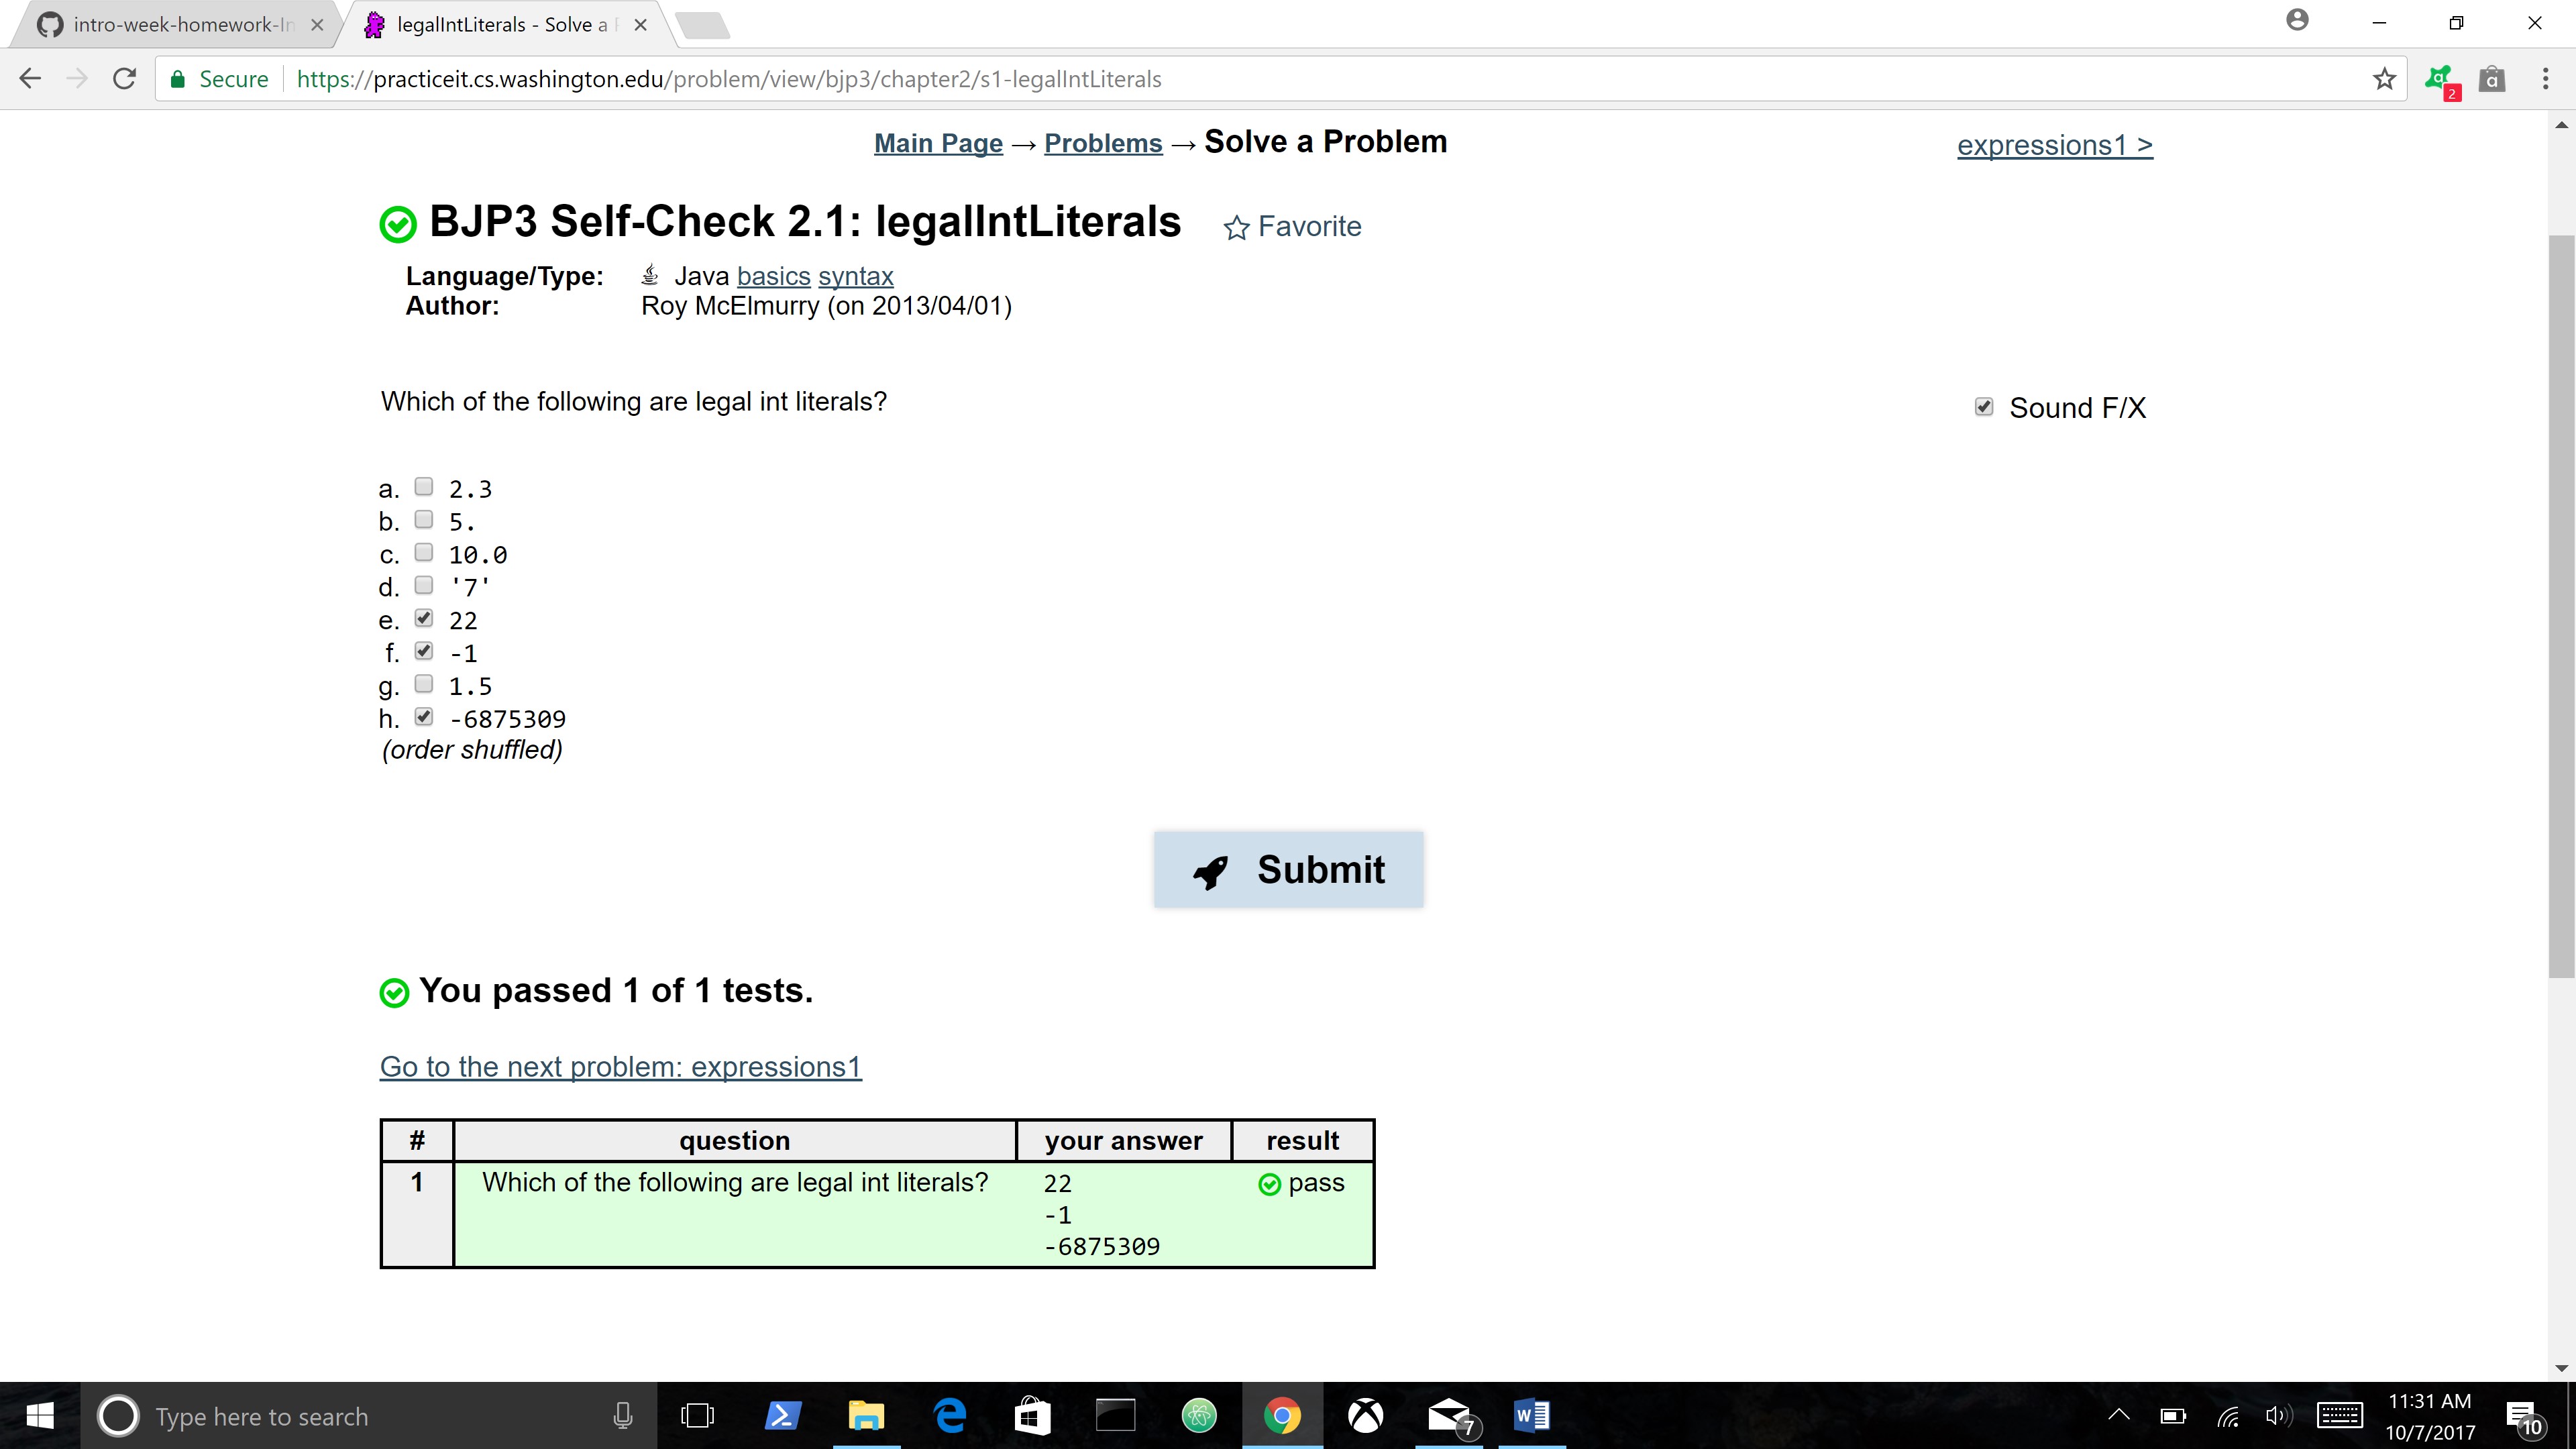 intro-week-homework-In
legalIntLiterals - Solve a P
Secure https://practiceit.cs.washington.edu/problem/view/bjp3/chapter2/s1-legalIntLiterals
2 a
Main Page → Problems → Solve a Problem
expressions1 >
BJP3 Self-Check 2.1: legalIntLiterals Favorite
Language/Type: Java basics syntax
Author: Roy McElmurry (on 2013/04/01)
Which of the following are legal int literals?
Sound F/X
a. 2.3
b. 5.
c. 10.0
d. '7'
e. 22
f. -1
g. 1.5
h. -6875309
(order shuffled)
Submit
You passed 1 of 1 tests.
Go to the next problem: expressions1
# question your answer result
1 Which of the following are legal int literals? 22 pass
-1
-6875309
Type here to search
7
11:31 AM
10/7/2017
10